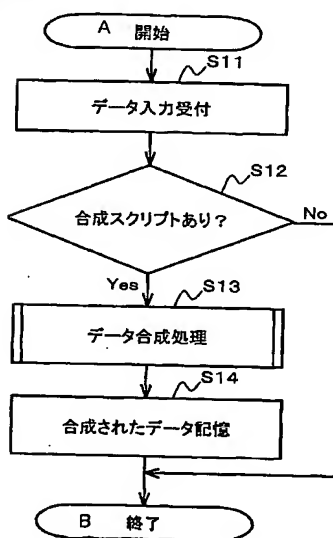 A 開始
S11
データ入力受付
S12
合成スクリプトあり?
No
Yes
S13
データ合成処理
S14
合成されたデータ記憶
B 終了